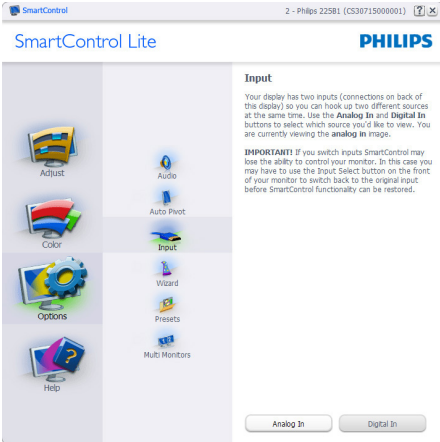 SmartControl
2 - Philips 225B1 (CS30715000001)
?
X
SmartControl Lite
PHILIPS
Adjust
Color
Options
Help
Audio
Auto Pivot
Input
Wizard
Presets
Multi Monitors
Input
Your display has two inputs (connections on back of
this display) so you can hook up two different sources
at the same time. Use the Analog In and Digital In
buttons to select which source you'd like to view. You
are currently viewing the analog in image.
IMPORTANT! If you switch inputs SmartControl may
lose the ability to control your monitor. In this case you
may have to use the Input Select button on the front
of your monitor to switch back to the original input
before SmartControl functionality can be restored.
Analog In
Digital In